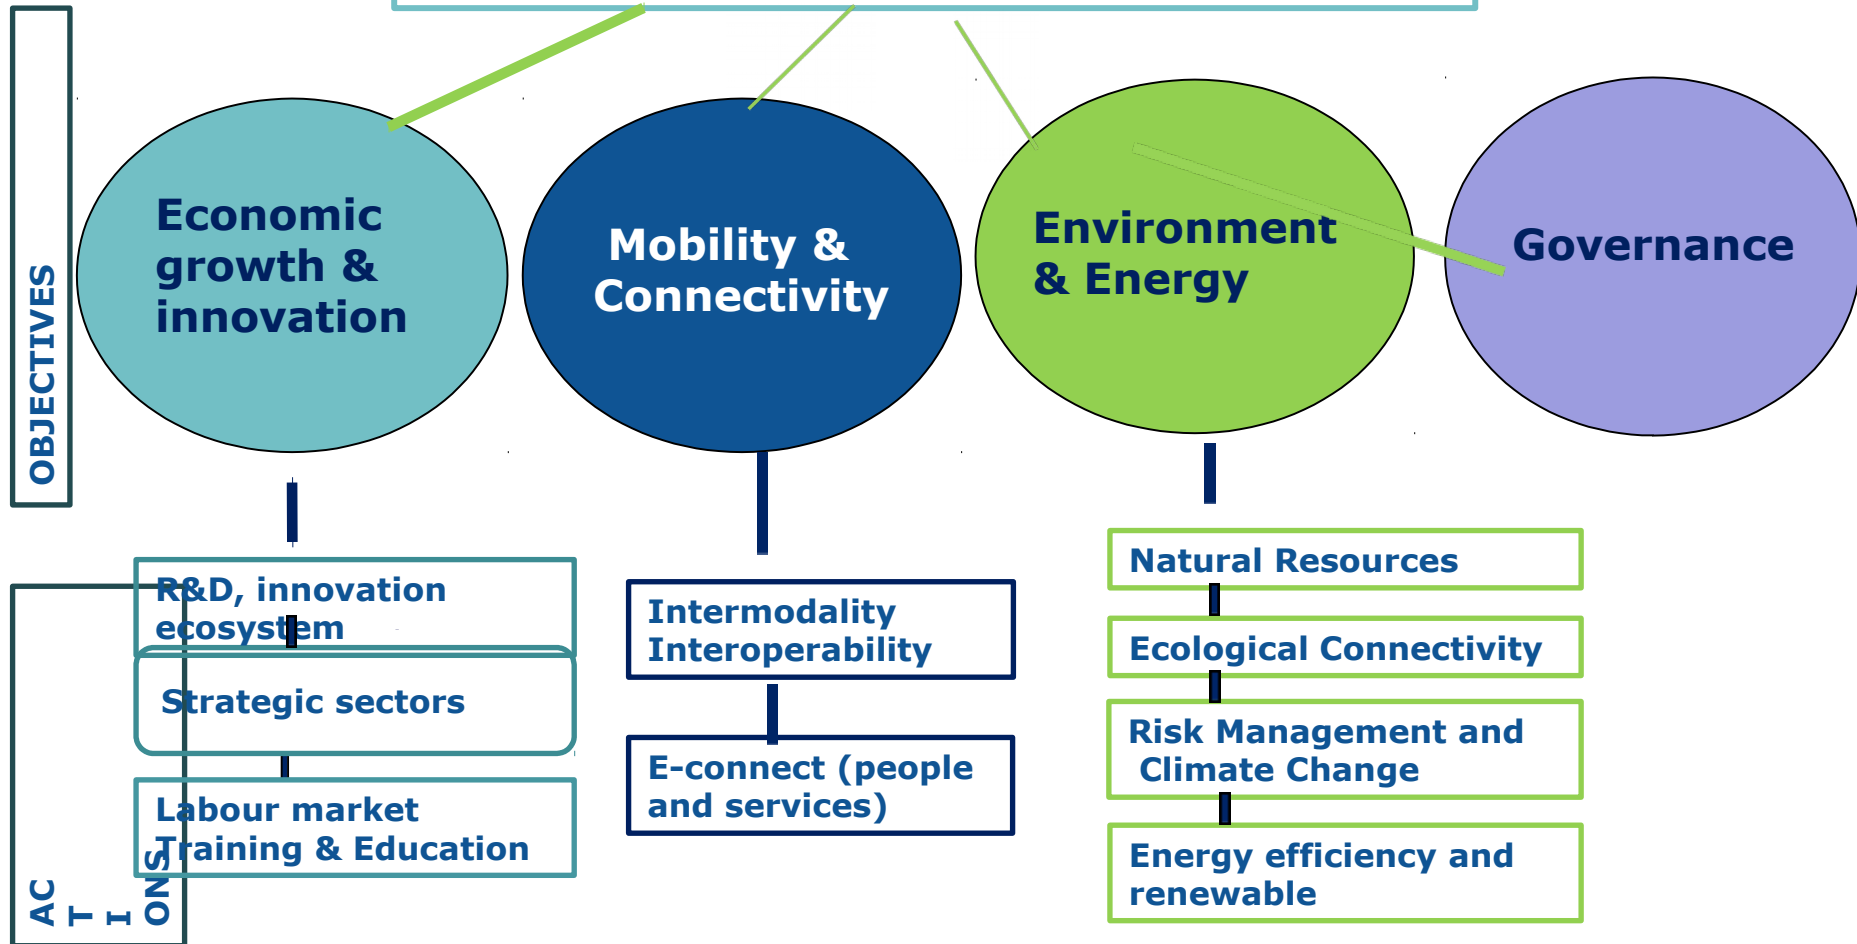 OBJECTIVES
Economic
growth &
innovation
Mobility &
Connectivity
Environment
& Energy
Governance
AC
T
I
ONS
R&D, innovation
ecosystem
Strategic sectors
Labour market
Training & Education
Intermodality
Interoperability
E-connect (people
and services)
Natural Resources
Ecological Connectivity
Risk Management and
Climate Change
Energy efficiency and
renewable